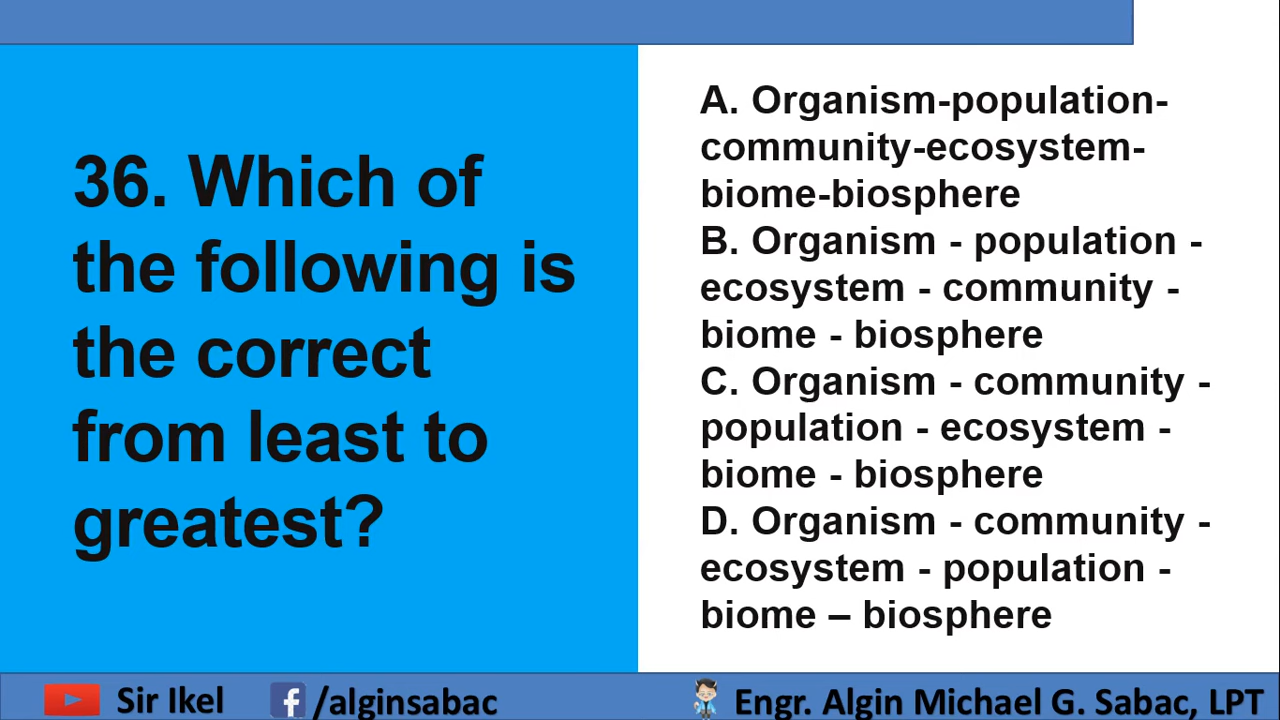 36. Which of
the following is
the correct
from least to
greatest?
A. Organism-population-
community-ecosystem-
biome-biosphere
B. Organism - population -
ecosystem - community -
biome - biosphere
C. Organism - community -
population - ecosystem -
biome - biosphere
D. Organism - community -
ecosystem - population -
biome – biosphere
Sir Ikel
/alginsabac
Engr. Algin Michael G. Sabac, LPT